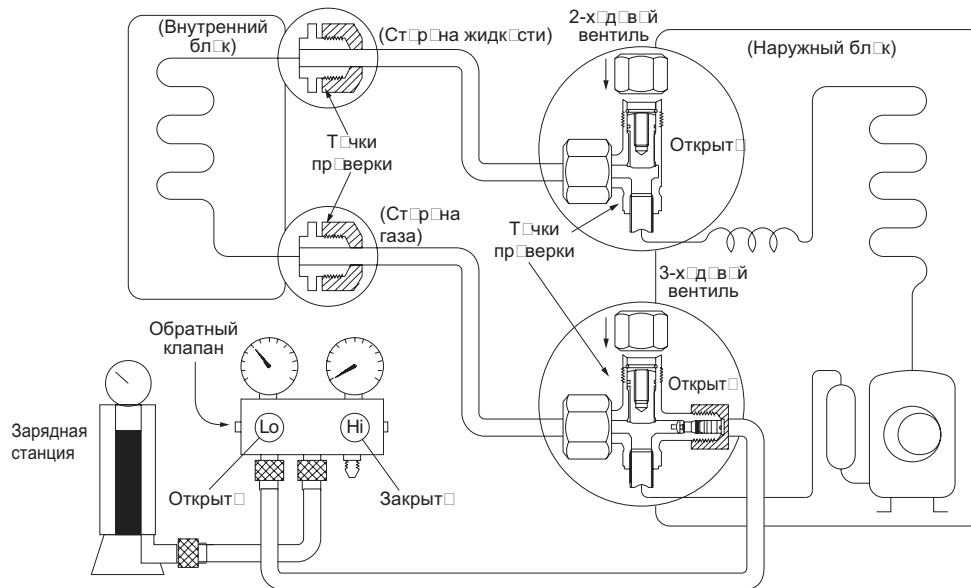 (Внутренний
бл□к)
(Ст□р□на жидк□сти)
2-х□д□в□й
вентиль
(Наружный бл□к)
Открыт□
Т□чки
пр□верки
(Ст□р□на
газа)
Т□чки
пр□верки
3-х□д□в□й
вентиль
Обратный
клапан
Открыт□
Зарядная
станция
Lo
Hi
Открыт□
Закрыт□